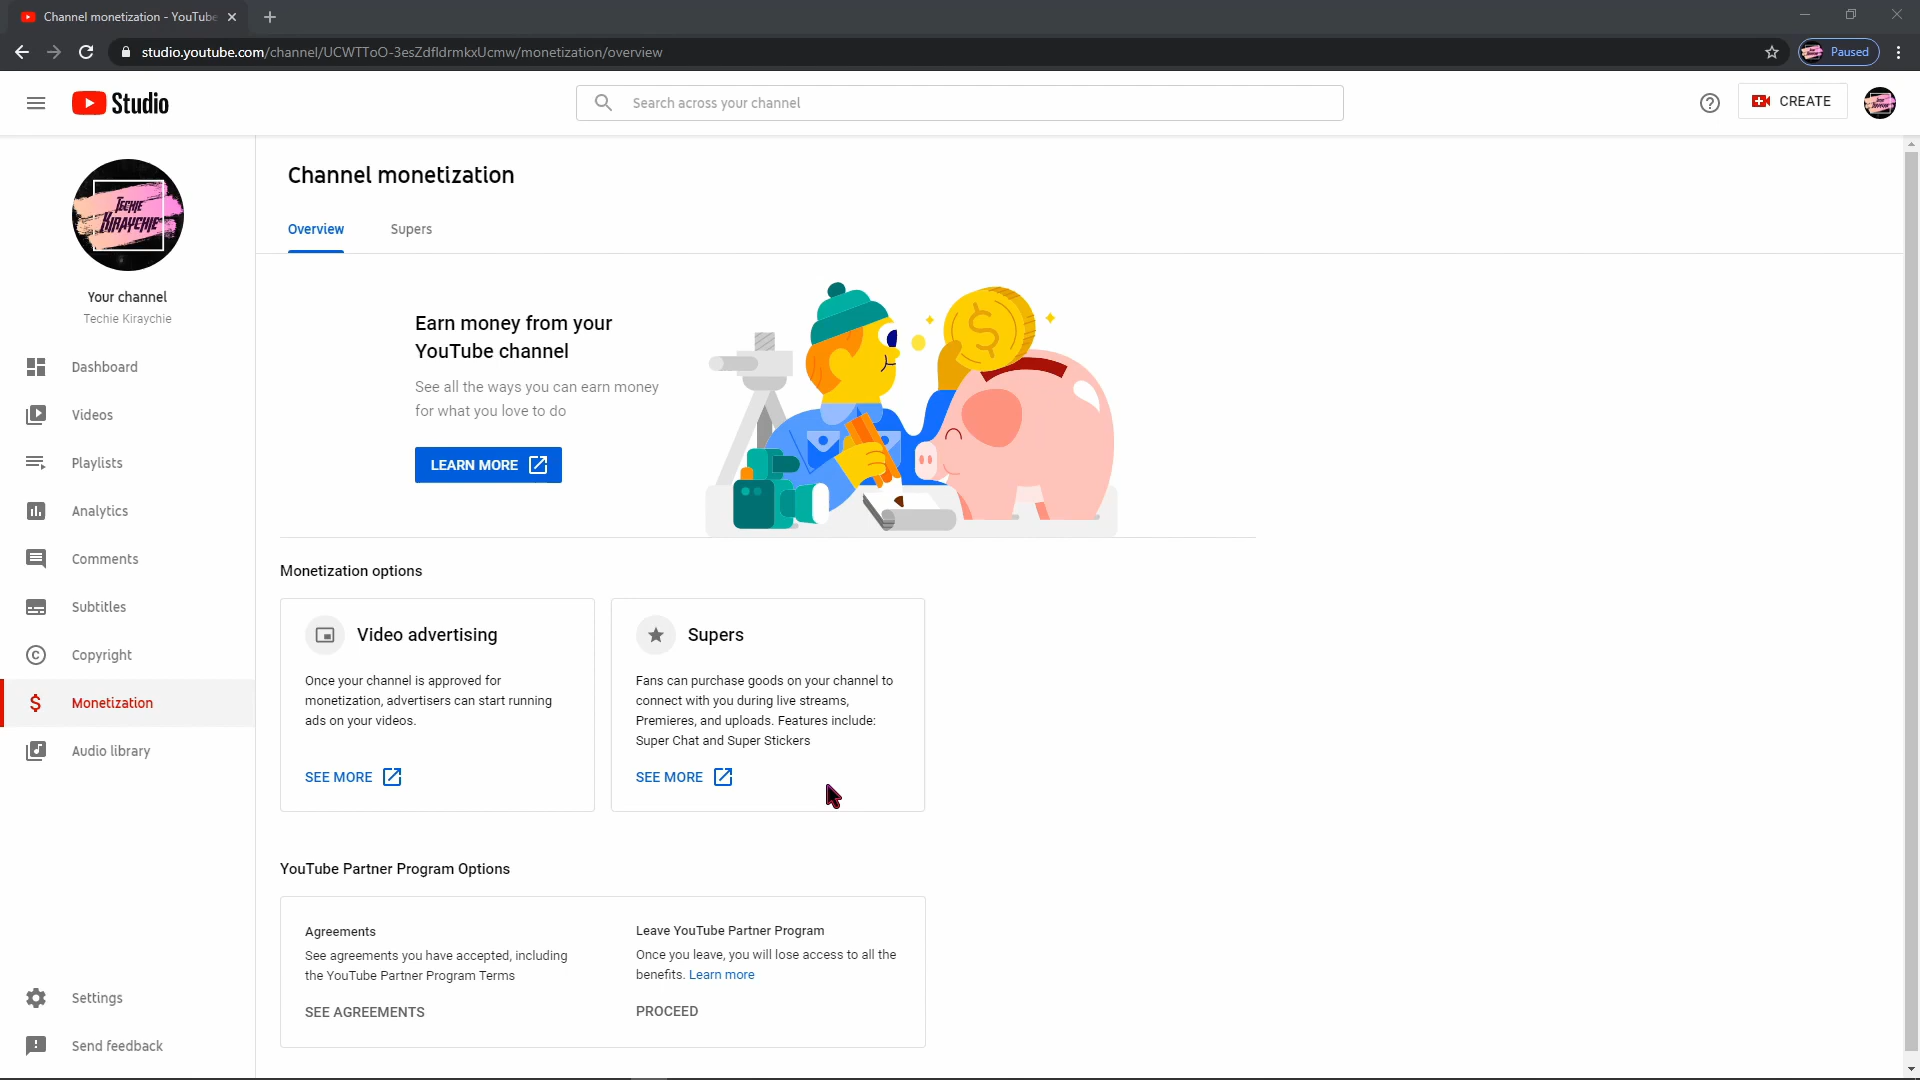 Channel monetization - YouTube
studio.youtube.com/channel/UCWTToO-3esZdfldrmkxUcmw/monetization/overview
Paused
Studio
Search across your channel
CREATE
TECHIE
KIRAYCHIE
Your channel
Techie Kiraychie
Dashboard
Videos
Playlists
Analytics
Comments
Subtitles
Copyright
Monetization
Audio library
Settings
Send feedback
Channel monetization
Overview
Supers
Earn money from your
YouTube channel
See all the ways you can earn money
for what you love to do
LEARN MORE
Monetization options
Video advertising
Once your channel is approved for
monetization, advertisers can start running
ads on your videos.
SEE MORE
Supers
Fans can purchase goods on your channel to
connect with you during live streams,
Premieres, and uploads. Features include:
Super Chat and Super Stickers
SEE MORE
YouTube Partner Program Options
Agreements
See agreements you have accepted, including
the YouTube Partner Program Terms
SEE AGREEMENTS
Leave YouTube Partner Program
Once you leave, you will lose access to all the
benefits. Learn more
PROCEED